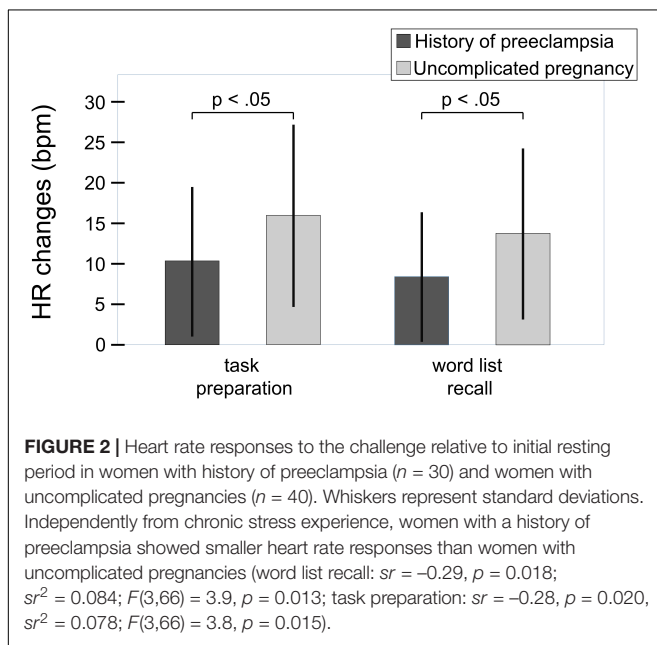 History of preeclampsia
Uncomplicated pregnancy
HR changes (bpm)
30
25
20
15
10
5
0
p < .05
p < .05
task
preparation
word list
recall
FIGURE 2 | Heart rate responses to the challenge relative to initial resting
period in women with history of preeclampsia (n = 30) and women with
uncomplicated pregnancies (n = 40). Whiskers represent standard deviations.
Independently from chronic stress experience, women with a history of
preeclampsia showed smaller heart rate responses than women with
uncomplicated pregnancies (word list recall: sr = –0.29, p = 0.018;
sr² = 0.084; F(3,66) = 3.9, p = 0.013; task preparation: sr = –0.28, p = 0.020,
sr² = 0.078; F(3,66) = 3.8, p = 0.015).